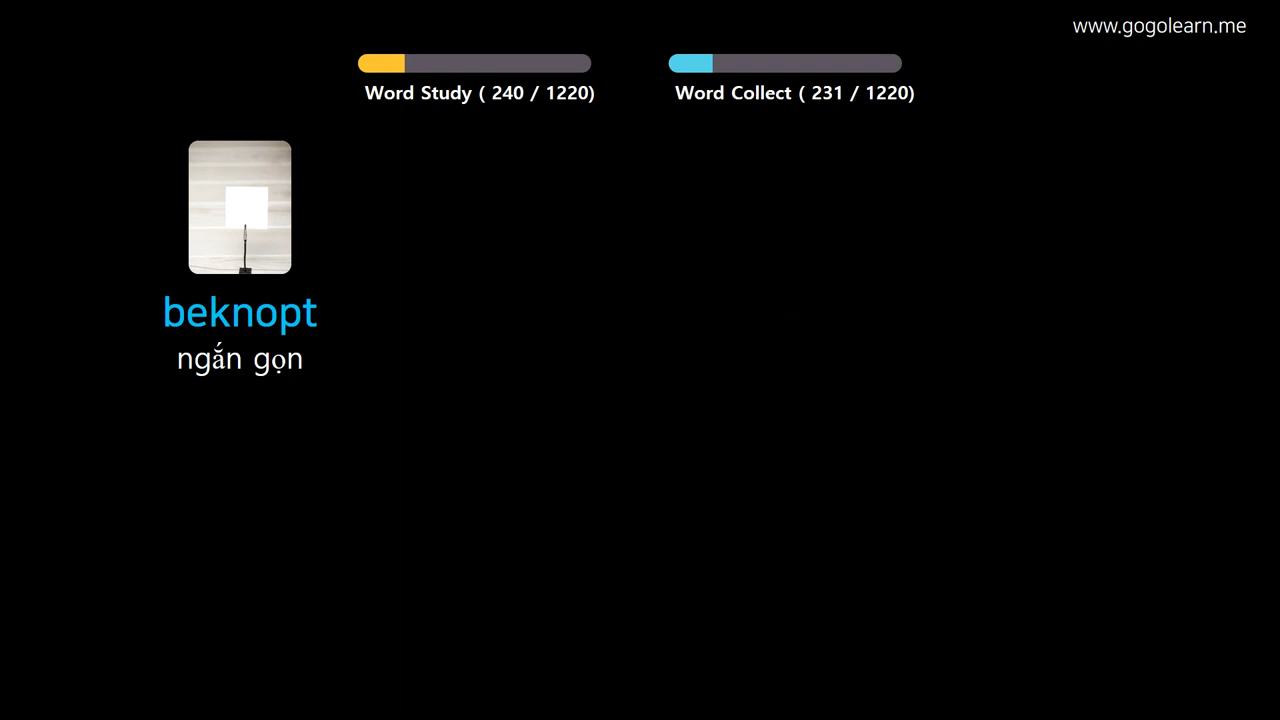 www.gogolearn.me
Word Study ( 240 / 1220)
Word Collect ( 231 / 1220)
beknopt
ngắn gọn